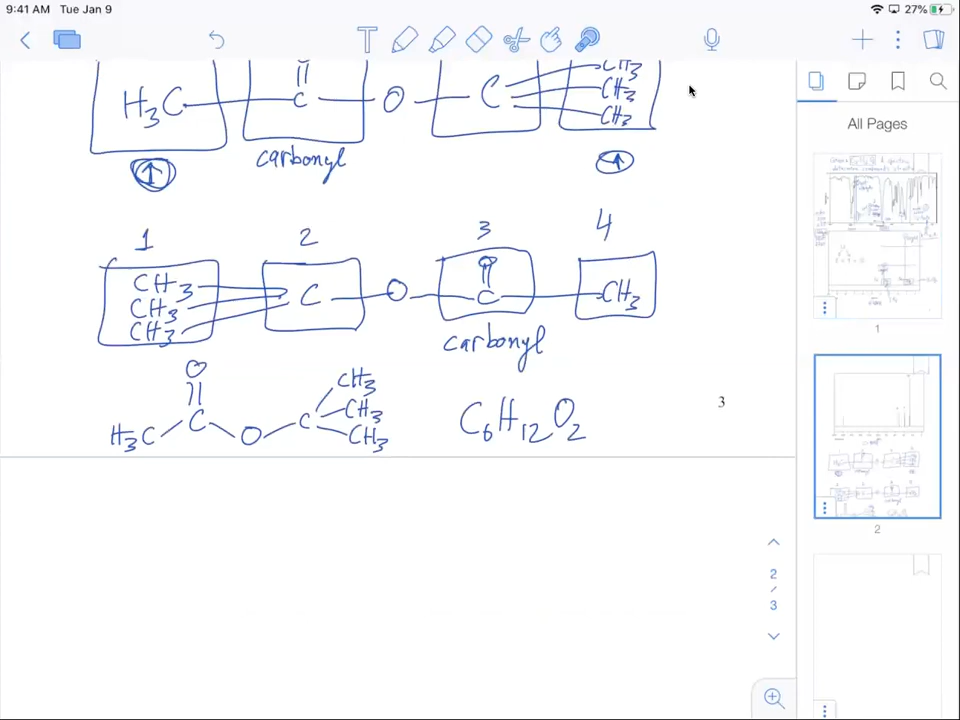 9:41 AM Tue Jan 9
27%
T
All Pages
CH3
H3C C O C CH3
CH3
carbonyl
1 2 3 4
O
CH3
CH3 C O C CH3
CH3
carbonyl
O
CH3
C C CH3
H3C O CH3
C6H12O2
3
1
2
2
/
3